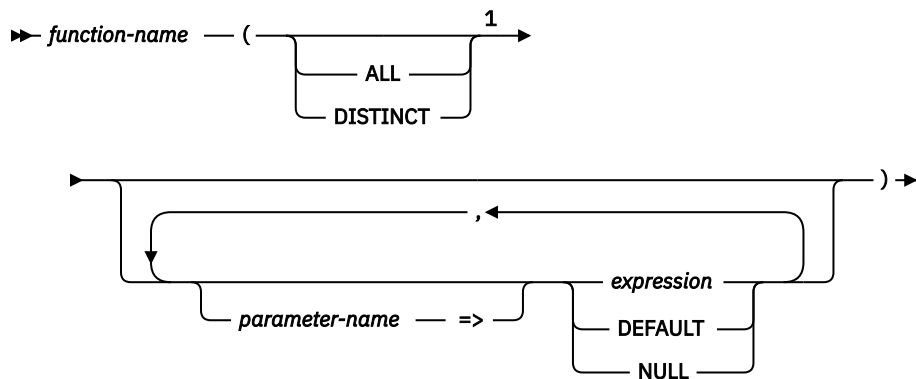 function-name ( 1
ALL
DISTINCT
)
,
expression
parameter-name =>
DEFAULT
NULL